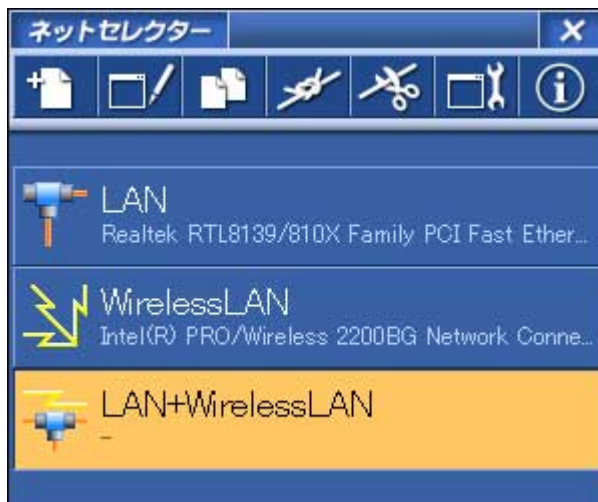 ネットセレクター
LAN
Realtek RTL8139/810X Family PCI Fast Ether...
WirelessLAN
Intel(R) PRO/Wireless 2200BG Network Conne...
LAN+WirelessLAN
-